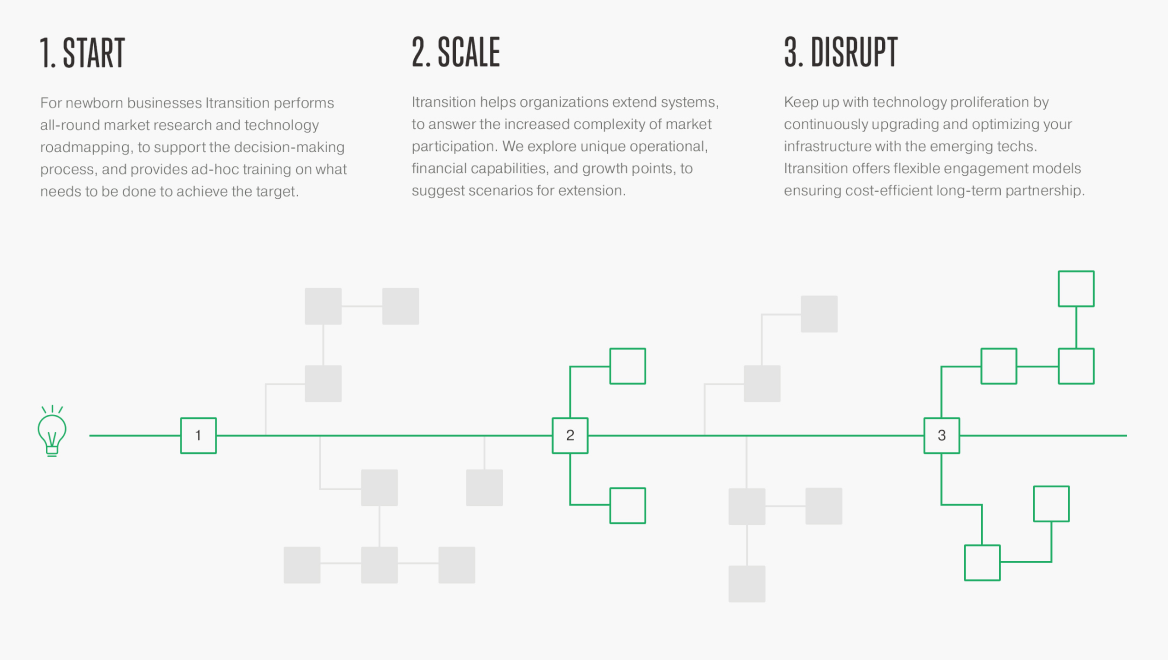 1. START
For newborn businesses Itransition performs
all-round market research and technology
roadmapping, to support the decision-making
process, and provides ad-hoc training on what
needs to be done to achieve the target.
2. SCALE
Itransition helps organizations extend systems,
to answer the increased complexity of market
participation. We explore unique operational,
financial capabilities, and growth points, to
suggest scenarios for extension.
3. DISRUPT
Keep up with technology proliferation by
continuously upgrading and optimizing your
infrastructure with the emerging techs.
Itransition offers flexible engagement models
ensuring cost-efficient long-term partnership.
1
2
3